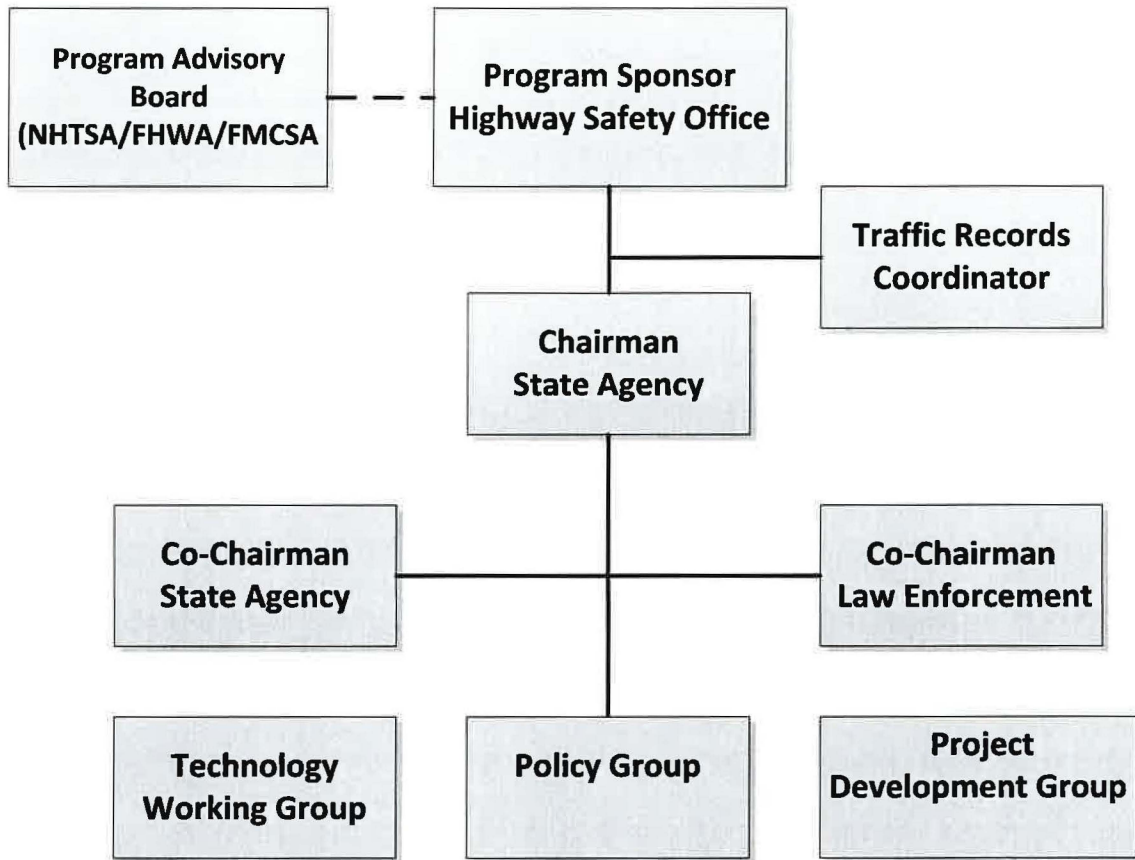 Program Advisory
Board
(NHTSA/FHWA/FMCSA
Program Sponsor
Highway Safety Office
Traffic Records
Coordinator
Chairman
State Agency
Co-Chairman
State Agency
Co-Chairman
Law Enforcement
Technology
Working Group
Policy Group
Project
Development Group